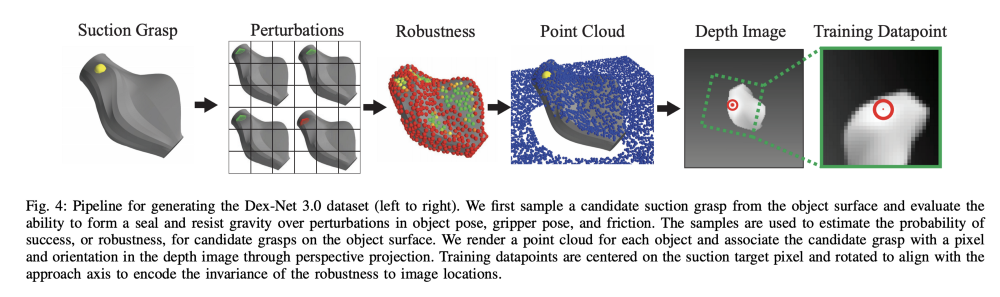 Suction Grasp Perturbations Robustness Point Cloud Depth Image Training Datapoint
Fig. 4: Pipeline for generating the Dex-Net 3.0 dataset (left to right). We first sample a candidate suction grasp from the object surface and evaluate the
ability to form a seal and resist gravity over perturbations in object pose, gripper pose, and friction. The samples are used to estimate the probability of
success, or robustness, for candidate grasps on the object surface. We render a point cloud for each object and associate the candidate grasp with a pixel
and orientation in the depth image through perspective projection. Training datapoints are centered on the suction target pixel and rotated to align with the
approach axis to encode the invariance of the robustness to image locations.